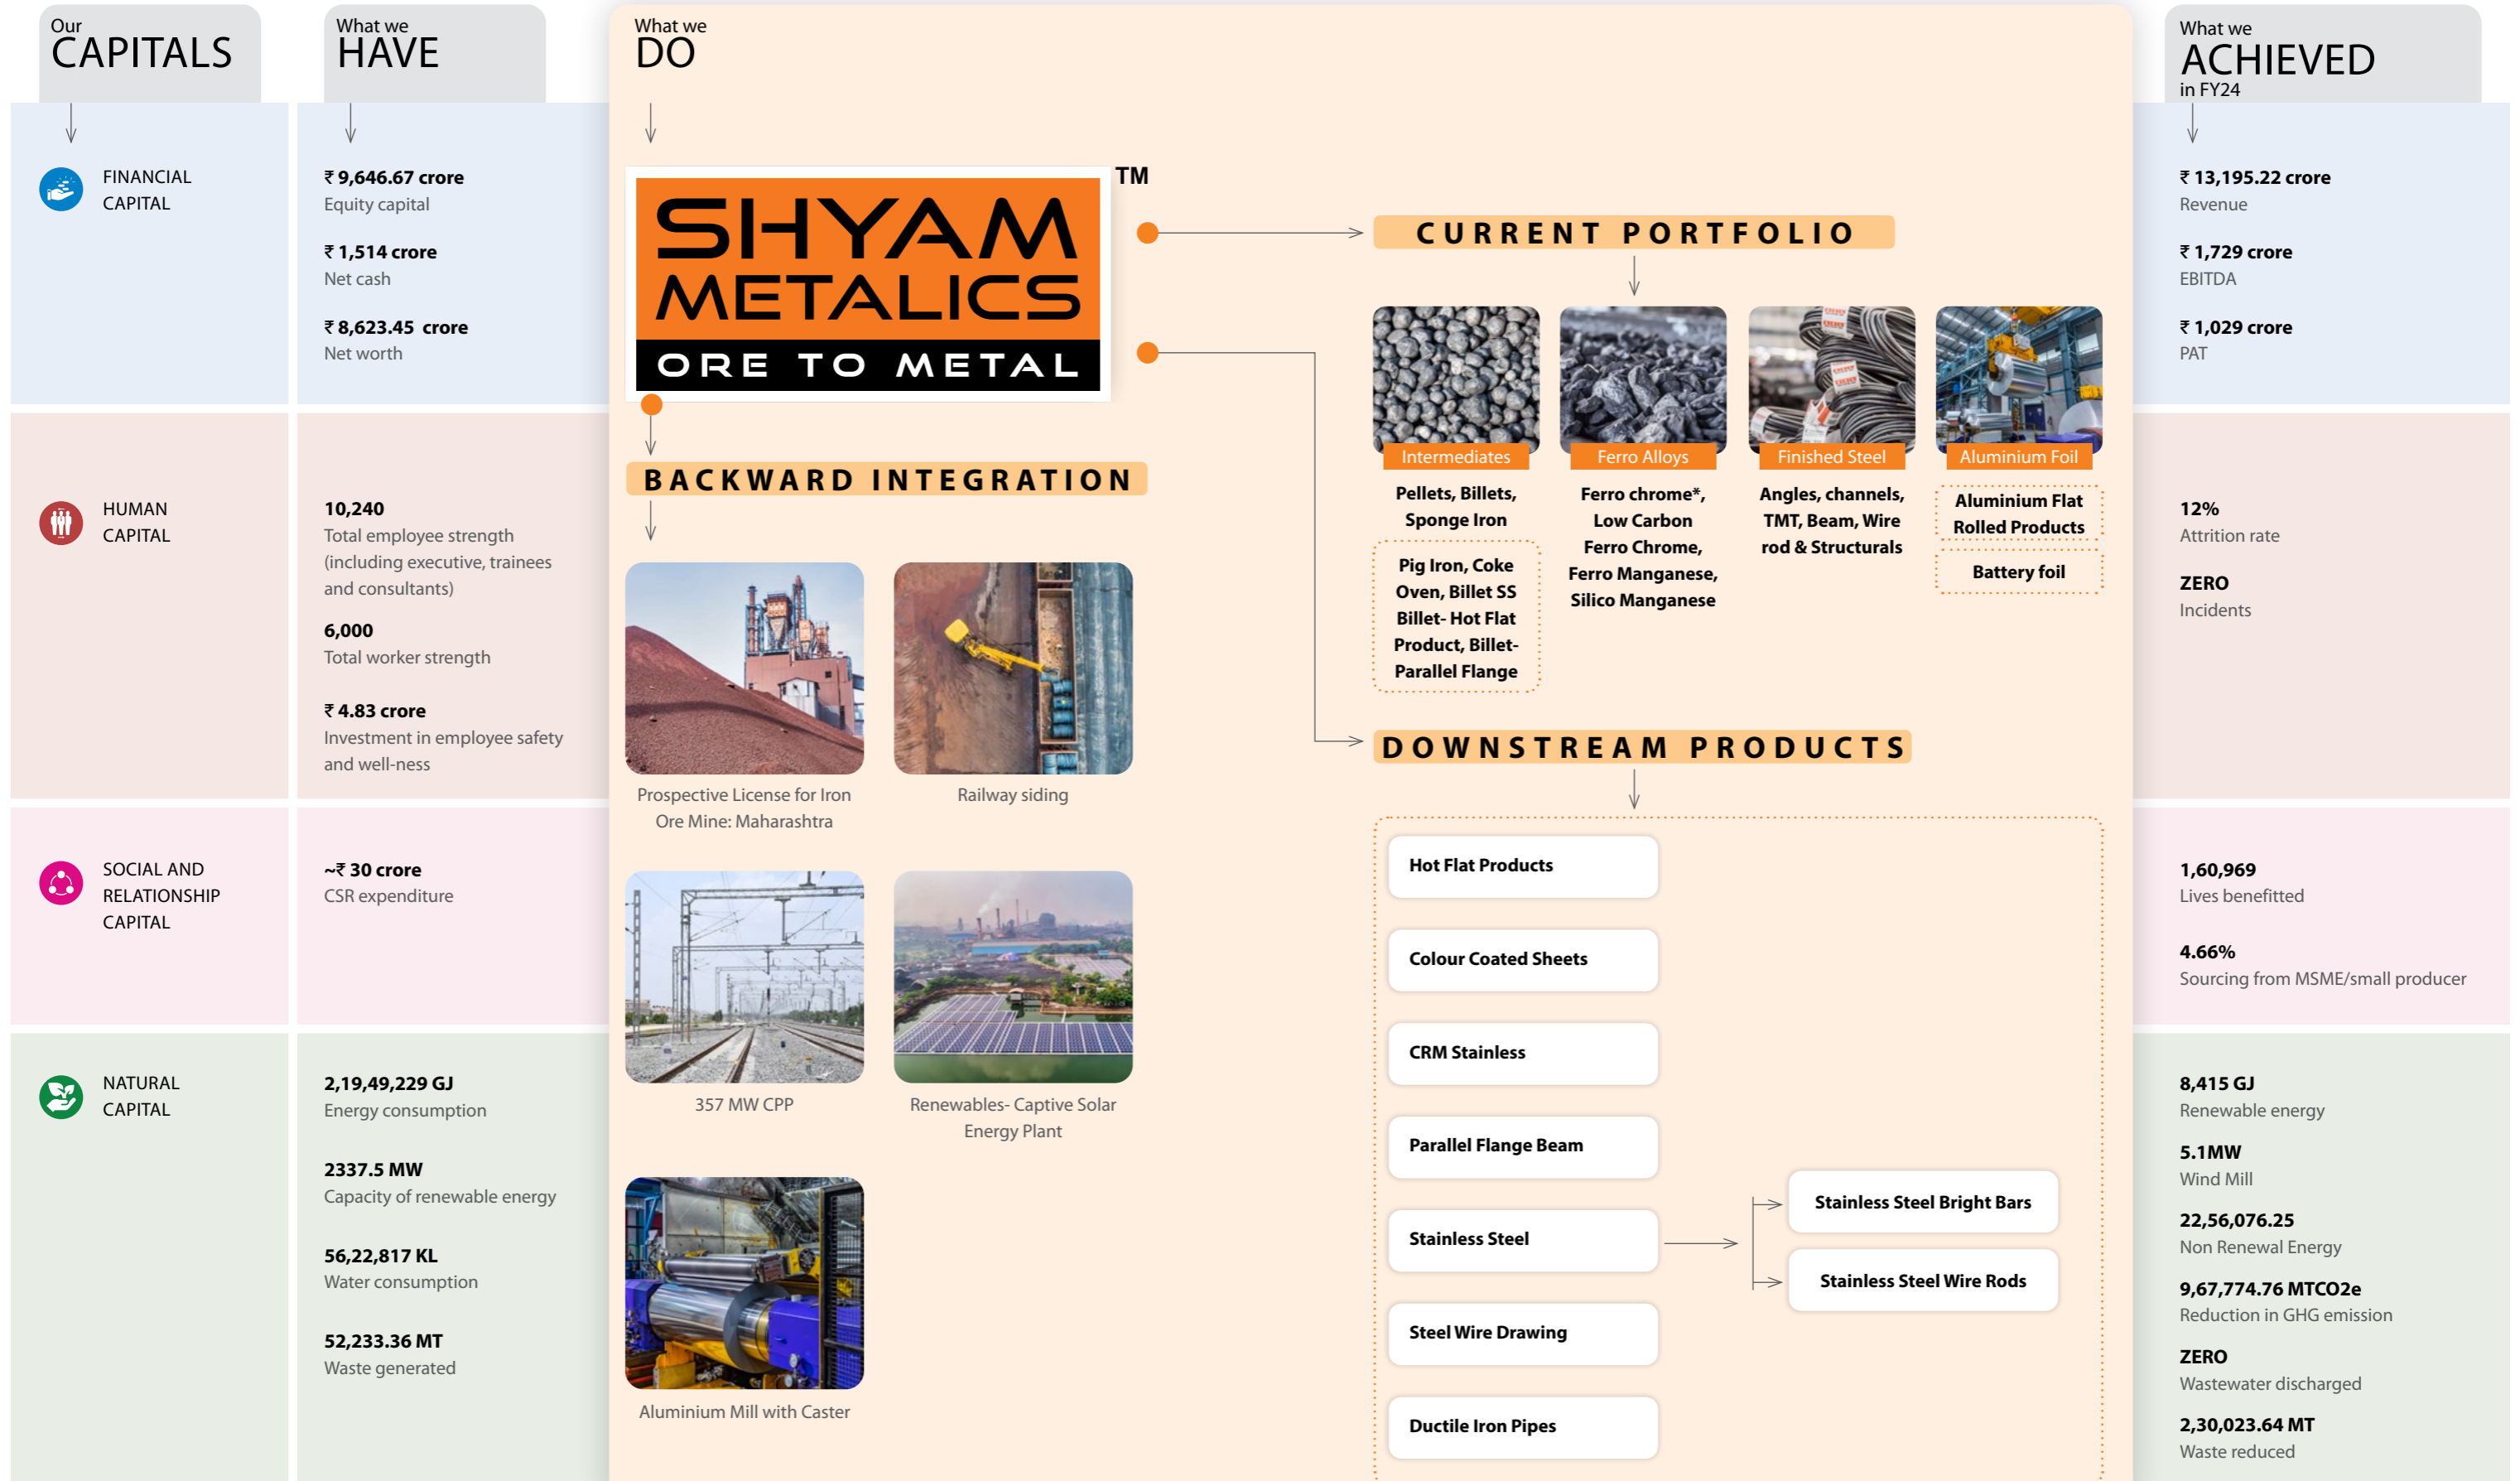 Our
CAPITALS
What we
HAVE
What we
DO
What we
ACHIEVED
in FY24
FINANCIAL
CAPITAL
₹ 9,646.67 crore
Equity capital
₹ 1,514 crore
Net cash
₹ 8,623.45 crore
Net worth
HUMAN
CAPITAL
10,240
Total employee strength
(including executive, trainees
and consultants)
6,000
Total worker strength
₹ 4.83 crore
Investment in employee safety
and well-ness
SOCIAL AND
RELATIONSHIP
CAPITAL
~₹ 30 crore
CSR expenditure
NATURAL
CAPITAL
2,19,49,229 GJ
Energy consumption
2337.5 MW
Capacity of renewable energy
56,22,817 KL
Water consumption
52,233.36 MT
Waste generated
SHYAM
METALICS
ORE TO METAL
TM
BACKWARD INTEGRATION
Prospective License for Iron
Ore Mine: Maharashtra
Railway siding
357 MW CPP
Renewables- Captive Solar
Energy Plant
Aluminium Mill with Caster
CURRENT PORTFOLIO
Intermediates
Pellets, Billets,
Sponge Iron
Pig Iron, Coke
Oven, Billet SS
Billet- Hot Flat
Product, Billet-
Parallel Flange
Ferro Alloys
Ferro chrome*,
Low Carbon
Ferro Chrome,
Ferro Manganese,
Silico Manganese
Finished Steel
Angles, channels,
TMT, Beam, Wire
rod & Structurals
Aluminium Foil
Aluminium Flat
Rolled Products
Battery foil
DOWNSTREAM PRODUCTS
Hot Flat Products
Colour Coated Sheets
CRM Stainless
Parallel Flange Beam
Stainless Steel
Stainless Steel Bright Bars
Stainless Steel Wire Rods
Steel Wire Drawing
Ductile Iron Pipes
₹ 13,195.22 crore
Revenue
₹ 1,729 crore
EBITDA
₹ 1,029 crore
PAT
12%
Attrition rate
ZERO
Incidents
1,60,969
Lives benefitted
4.66%
Sourcing from MSME/small producer
8,415 GJ
Renewable energy
5.1MW
Wind Mill
22,56,076.25
Non Renewal Energy
9,67,774.76 MTCO2e
Reduction in GHG emission
ZERO
Wastewater discharged
2,30,023.64 MT
Waste reduced